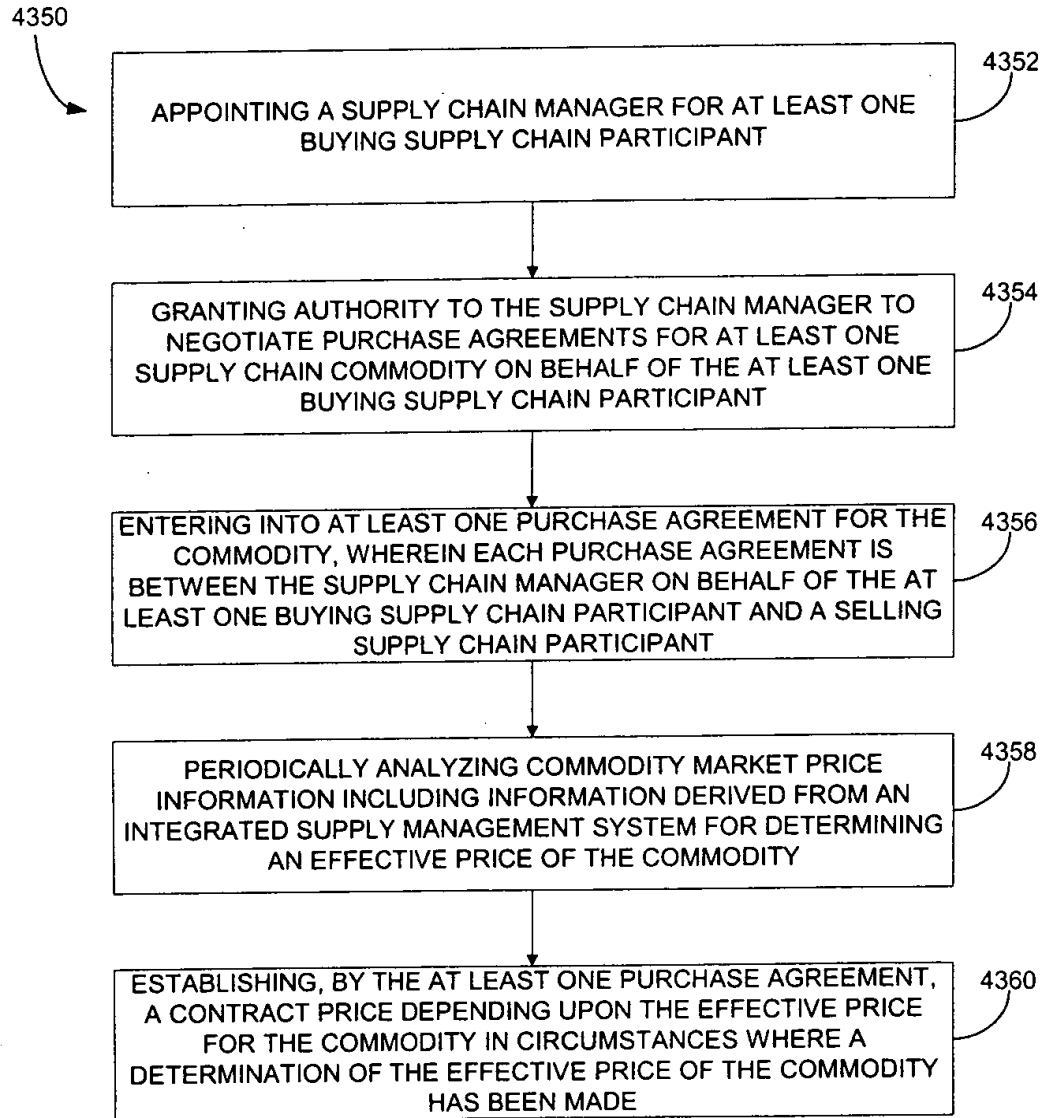 4350
4352
APPOINTING A SUPPLY CHAIN MANAGER FOR AT LEAST ONE
BUYING SUPPLY CHAIN PARTICIPANT
4354
GRANTING AUTHORITY TO THE SUPPLY CHAIN MANAGER TO
NEGOTIATE PURCHASE AGREEMENTS FOR AT LEAST ONE
SUPPLY CHAIN COMMODITY ON BEHALF OF THE AT LEAST ONE
BUYING SUPPLY CHAIN PARTICIPANT
4356
ENTERING INTO AT LEAST ONE PURCHASE AGREEMENT FOR THE
COMMODITY, WHEREIN EACH PURCHASE AGREEMENT IS
BETWEEN THE SUPPLY CHAIN MANAGER ON BEHALF OF THE AT
LEAST ONE BUYING SUPPLY CHAIN PARTICIPANT AND A SELLING
SUPPLY CHAIN PARTICIPANT
4358
PERIODICALLY ANALYZING COMMODITY MARKET PRICE
INFORMATION INCLUDING INFORMATION DERIVED FROM AN
INTEGRATED SUPPLY MANAGEMENT SYSTEM FOR DETERMINING
AN EFFECTIVE PRICE OF THE COMMODITY
4360
ESTABLISHING, BY THE AT LEAST ONE PURCHASE AGREEMENT,
A CONTRACT PRICE DEPENDING UPON THE EFFECTIVE PRICE
FOR THE COMMODITY IN CIRCUMSTANCES WHERE A
DETERMINATION OF THE EFFECTIVE PRICE OF THE COMMODITY
HAS BEEN MADE